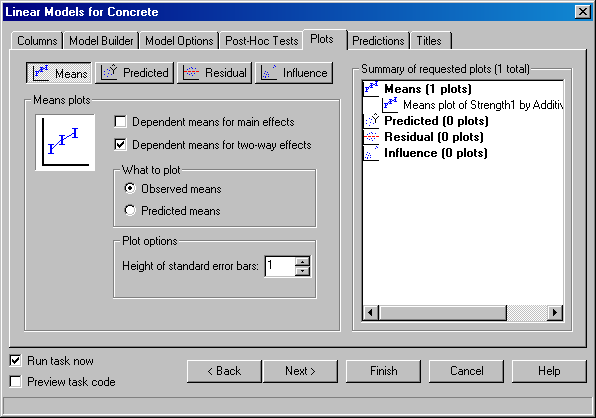 Linear Models for Concrete
Columns
Model Builder
Model Options
Post-Hoc Tests
Plots
Predictions
Titles
Means
Predicted
Residual
Influence
Means plots
Dependent means for main effects
Dependent means for two-way effects
What to plot
Observed means
Predicted means
Plot options
Height of standard error bars: 1
Summary of requested plots (1 total)
Means (1 plots)
Means plot of Strength1 by Additiv
Predicted (0 plots)
Residual (0 plots)
Influence (0 plots)
Run task now
Preview task code
< Back
Next >
Finish
Cancel
Help